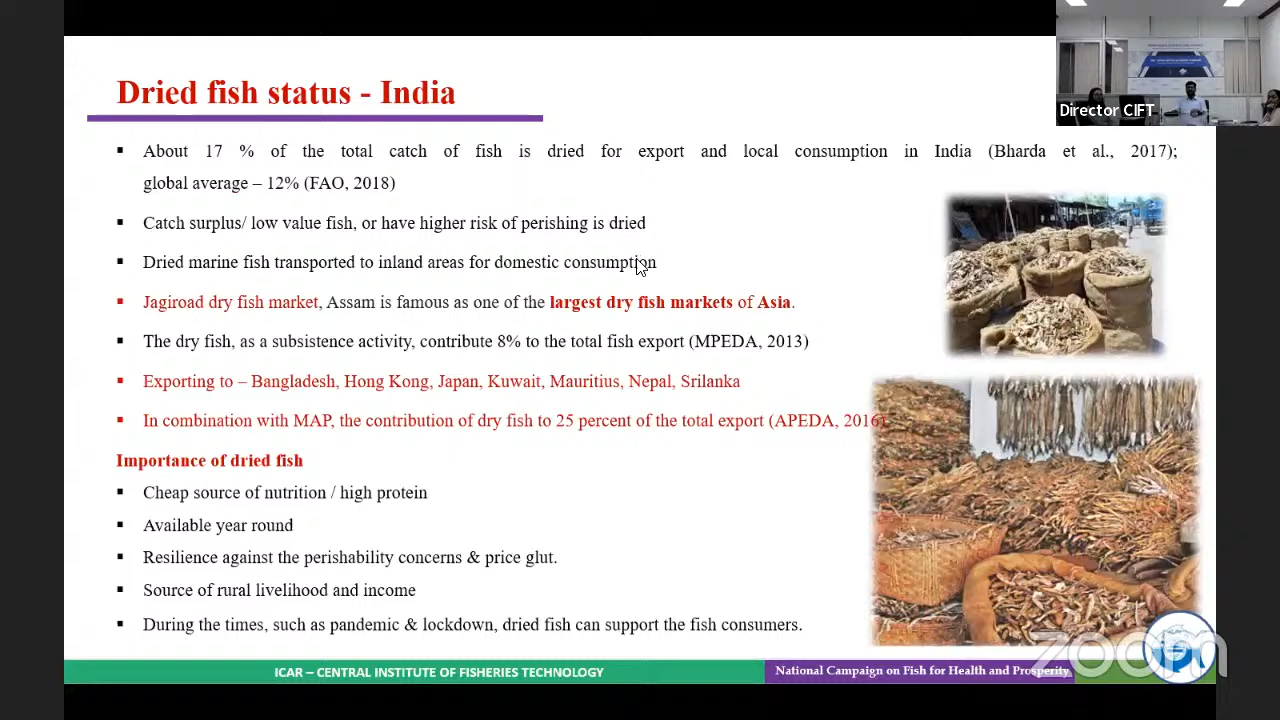 Director CIFT
Dried fish status - India
▪ About 17 % of the total catch of fish is dried for export and local consumption in India (Bharda et al., 2017);
global average – 12% (FAO, 2018)
▪ Catch surplus/ low value fish, or have higher risk of perishing is dried
▪ Dried marine fish transported to inland areas for domestic consumption
▪ Jagiroad dry fish market, Assam is famous as one of the largest dry fish markets of Asia.
▪ The dry fish, as a subsistence activity, contribute 8% to the total fish export (MPEDA, 2013)
▪ Exporting to – Bangladesh, Hong Kong, Japan, Kuwait, Mauritius, Nepal, Srilanka
▪ In combination with MAP, the contribution of dry fish to 25 percent of the total export (APEDA, 2016)
Importance of dried fish
▪ Cheap source of nutrition / high protein
▪ Available year round
▪ Resilience against the perishability concerns & price glut.
▪ Source of rural livelihood and income
▪ During the times, such as pandemic & lockdown, dried fish can support the fish consumers.
ICAR – CENTRAL INSTITUTE OF FISHERIES TECHNOLOGY
National Campaign on Fish for Health and Prosperity
zoom